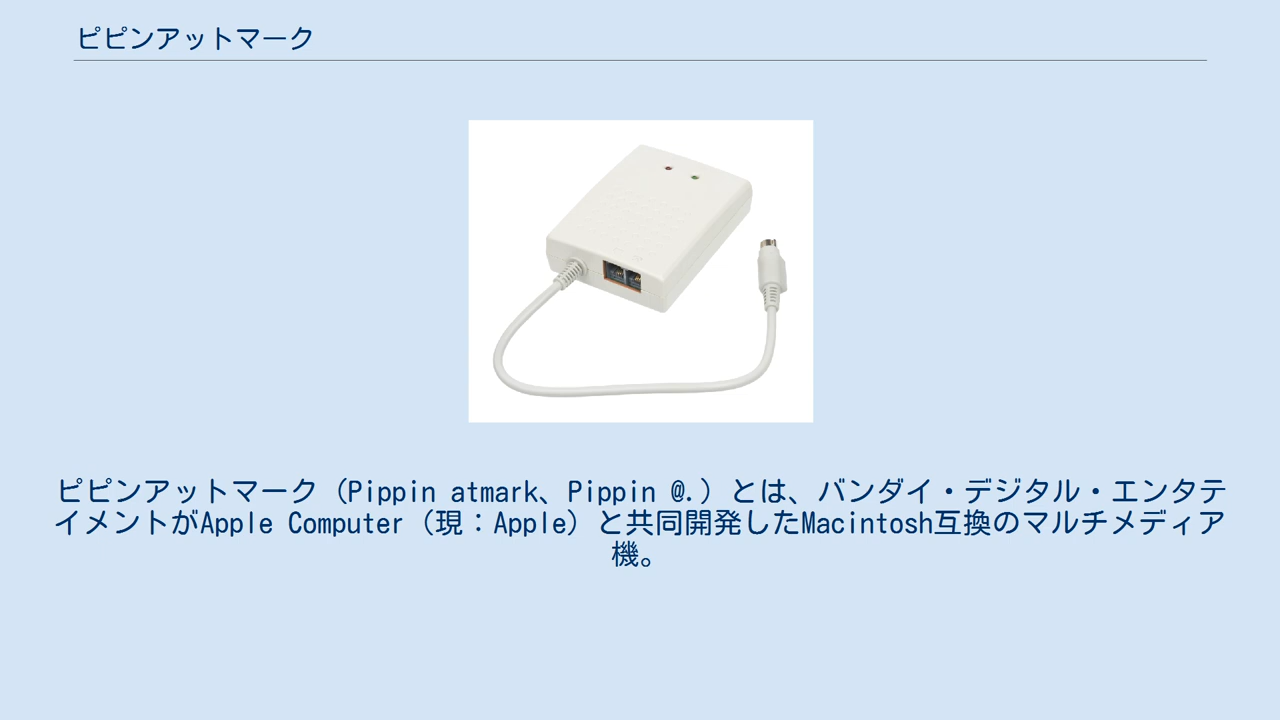 ピピンアットマーク
ピピンアットマーク（Pippin atmark、Pippin @.）とは、バンダイ・デジタル・エンタテ
イメントがApple Computer（現：Apple）と共同開発したMacintosh互換のマルチメディア
機。